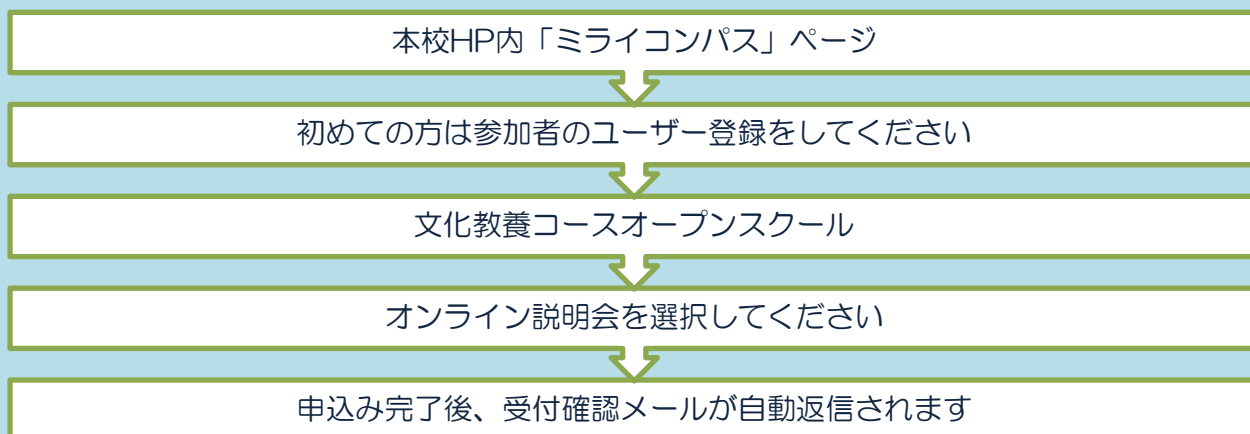 本校HP内「ミライコンパス」ページ
初めての方は参加者のユーザー登録をしてください
文化教養コースオープンスクール
オンライン説明会を選択してください
申込み完了後、受付確認メールが自動返信されます